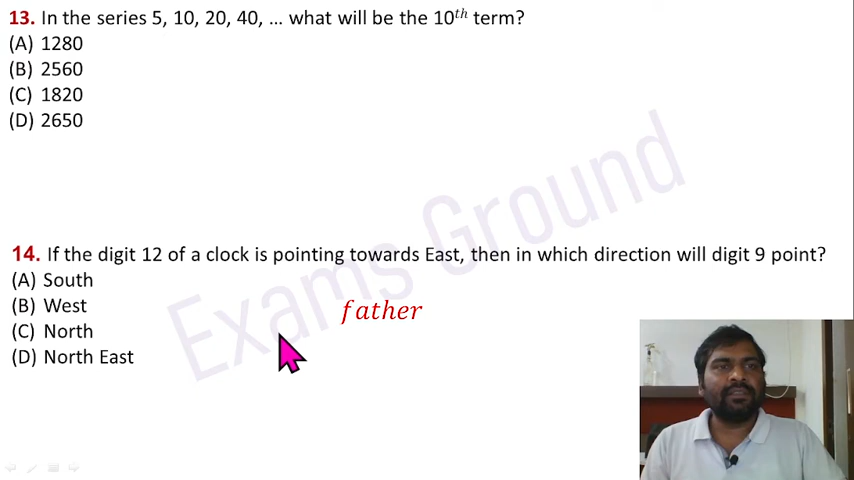 13. In the series 5, 10, 20, 40, ... what will be the 10th term?
(A) 1280
(B) 2560
(C) 1820
(D) 2650
Exams Ground
14. If the digit 12 of a clock is pointing towards East, then in which direction will digit 9 point?
(A) South
(B) West
father
(C) North
(D) North East